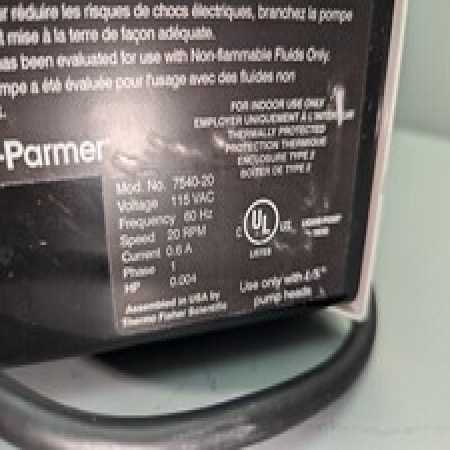 r réduire les risques de chocs électriques, branchez la pompe
t mise à la terre de façon adéquate.
has been evaluated for use with Non-flammable Fluids Only.
mpe a été évaluée pour l'usage avec des fluides non
s.
FOR INDOOR USE ONLY
EMPLOYER UNIQUEMENT À L'INTÉRIEUR
THERMALLY PROTECTED
PROTECTION THERMIQUE
ENCLOSURE TYPE 2
BOÎTIER DE TYPE 2
-Parmer
Mod. No. 7540-20
Voltage 115 VAC
Frequency 60 Hz
Speed 20 RPM
Current 0.6 A
Phase 1
HP 0.004
C UL US
LISTED
Assembled in USA by
Thermo Fisher Scientific
Use only with L/S
pump heads